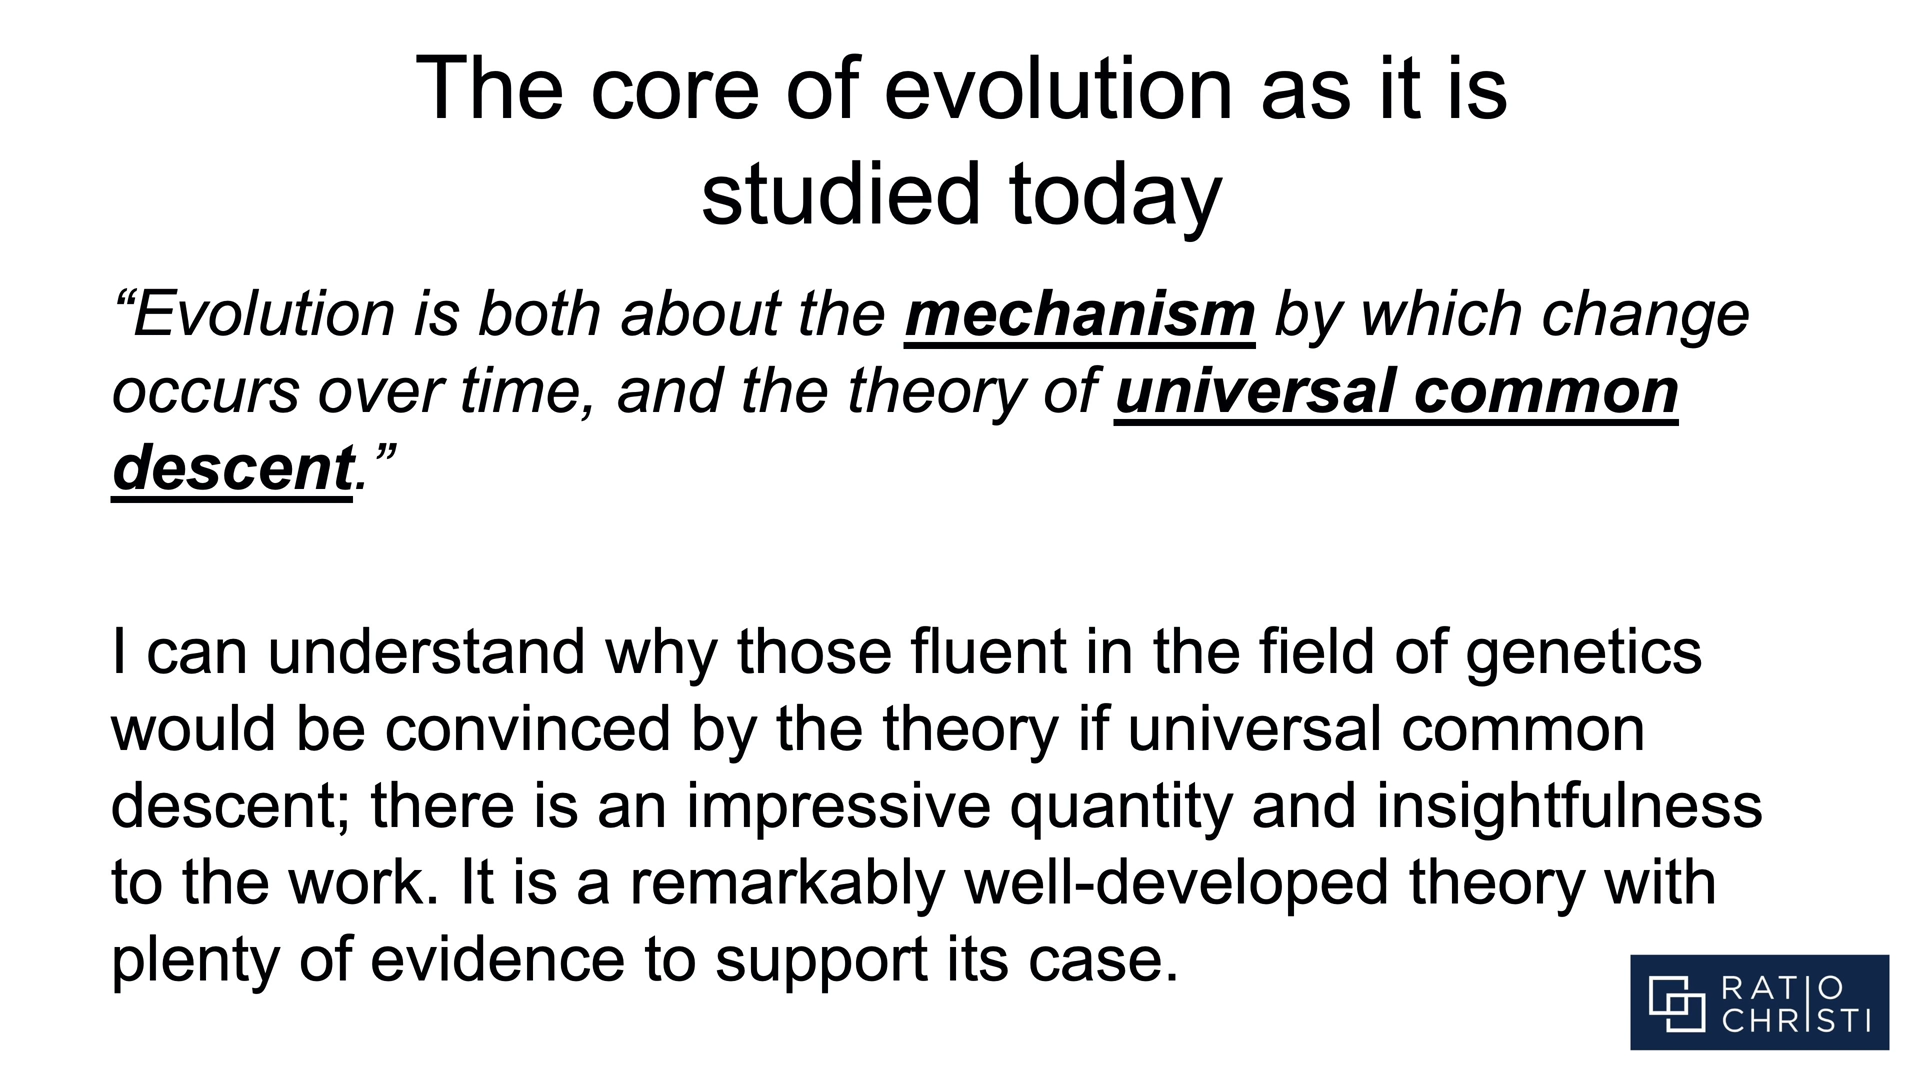 The core of evolution as it is
studied today
“Evolution is both about the mechanism by which change
occurs over time, and the theory of universal common
descent.”
I can understand why those fluent in the field of genetics
would be convinced by the theory if universal common
descent; there is an impressive quantity and insightfulness
to the work. It is a remarkably well-developed theory with
plenty of evidence to support its case.
RATIO
CHRISTI